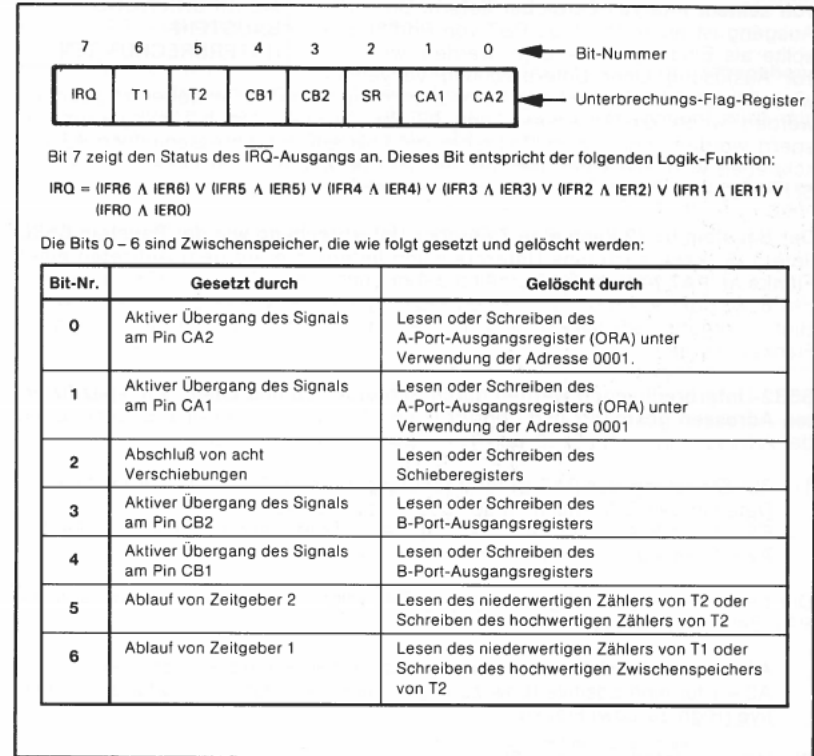 7 6 5 4 3 2 1 0 Bit-Nummer
IRQ T1 T2 CB1 CB2 SR CA1 CA2 Unterbrechungs-Flag-Register
Bit 7 zeigt den Status des IRQ-Ausgangs an. Dieses Bit entspricht der folgenden Logik-Funktion:
IRQ = (IFR6 Λ IER6) V (IFR5 Λ IER5) V (IFR4 Λ IER4) V (IFR3 Λ IER3) V (IFR2 Λ IER2) V (IFR1 Λ IER1) V
(IFR0 Λ IER0)
Die Bits 0 – 6 sind Zwischenspeicher, die wie folgt gesetzt und gelöscht werden:
Bit-Nr. Gesetzt durch Gelöscht durch
0
Aktiver Übergang des Signals
am Pin CA2
Lesen oder Schreiben des
A-Port-Ausgangsregister (ORA) unter
Verwendung der Adresse 0001.
1
Aktiver Übergang des Signals
am Pin CA1
Lesen oder Schreiben des
A-Port-Ausgangsregisters (ORA) unter
Verwendung der Adresse 0001
2
Abschluß von acht
Verschiebungen
Lesen oder Schreiben des
Schieberegisters
3
Aktiver Übergang des Signals
am Pin CB2
Lesen oder Schreiben des
B-Port-Ausgangsregisters
4
Aktiver Übergang des Signals
am Pin CB1
Lesen oder Schreiben des
B-Port-Ausgangsregisters
5
Ablauf von Zeitgeber 2
Lesen des niederwertigen Zählers von T2 oder
Schreiben des hochwertigen Zählers von T2
6
Ablauf von Zeitgeber 1
Lesen des niederwertigen Zählers von T1 oder
Schreiben des hochwertigen Zwischenspeichers
von T2